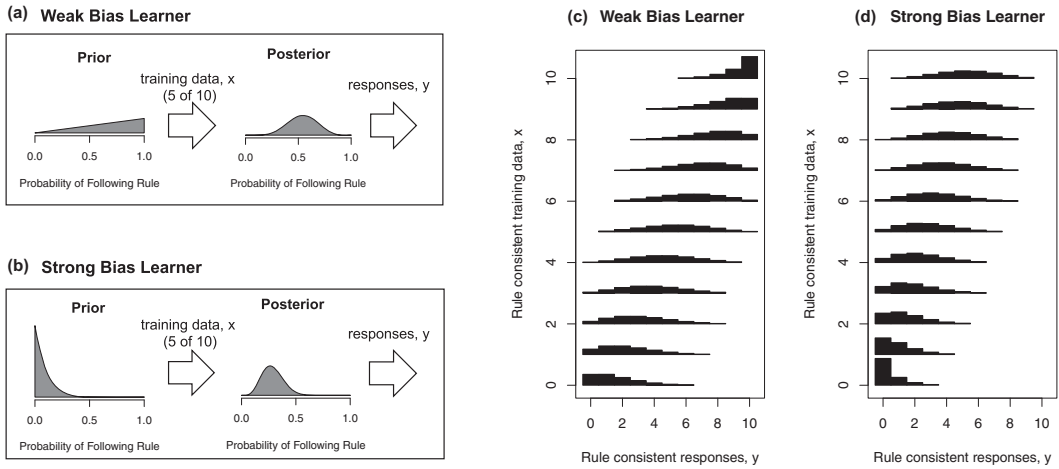 (a) Weak Bias Learner
Prior
training data, x
(5 of 10)
Posterior
responses, y
0.0 0.5 1.0
0.0 0.5 1.0
Probability of Following Rule
Probability of Following Rule
(b) Strong Bias Learner
Prior
training data, x
(5 of 10)
Posterior
responses, y
0.0 0.5 1.0
0.0 0.5 1.0
Probability of Following Rule
Probability of Following Rule
(c) Weak Bias Learner
Rule consistent training data, x
10
8
6
4
2
0
0 2 4 6 8 10
Rule consistent responses, y
(d) Strong Bias Learner
Rule consistent training data, x
10
8
6
4
2
0
0 2 4 6 8 10
Rule consistent responses, y